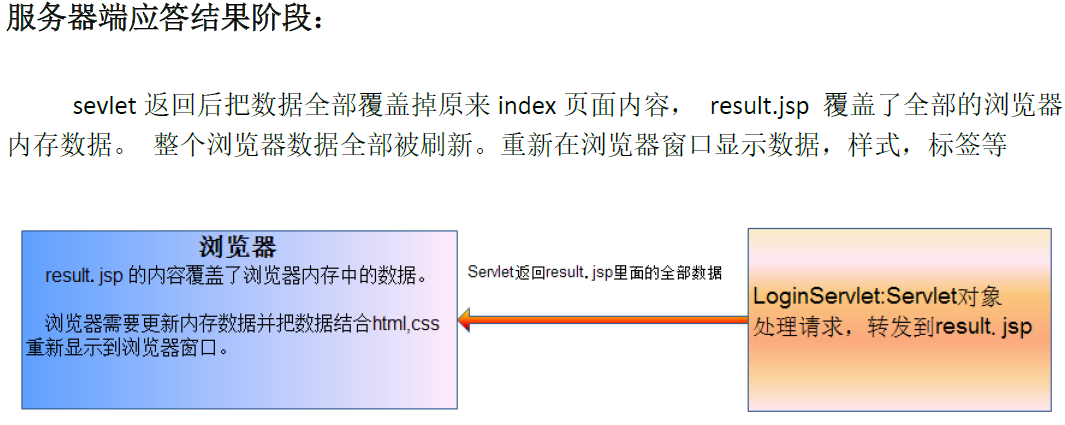 服务器端应答结果阶段：
sevlet 返回后把数据全部覆盖掉原来 index 页面内容， result.jsp 覆盖了全部的浏览器
内存数据。 整个浏览器数据全部被刷新。重新在浏览器窗口显示数据，样式，标签等
浏览器
result.jsp 的内容覆盖了浏览器内存中的数据。
浏览器需要更新内存数据并把数据结合html,css
重新显示到浏览器窗口。
Servlet返回result.jsp里面的全部数据
LoginServlet:Servlet对象
处理请求，转发到result.jsp